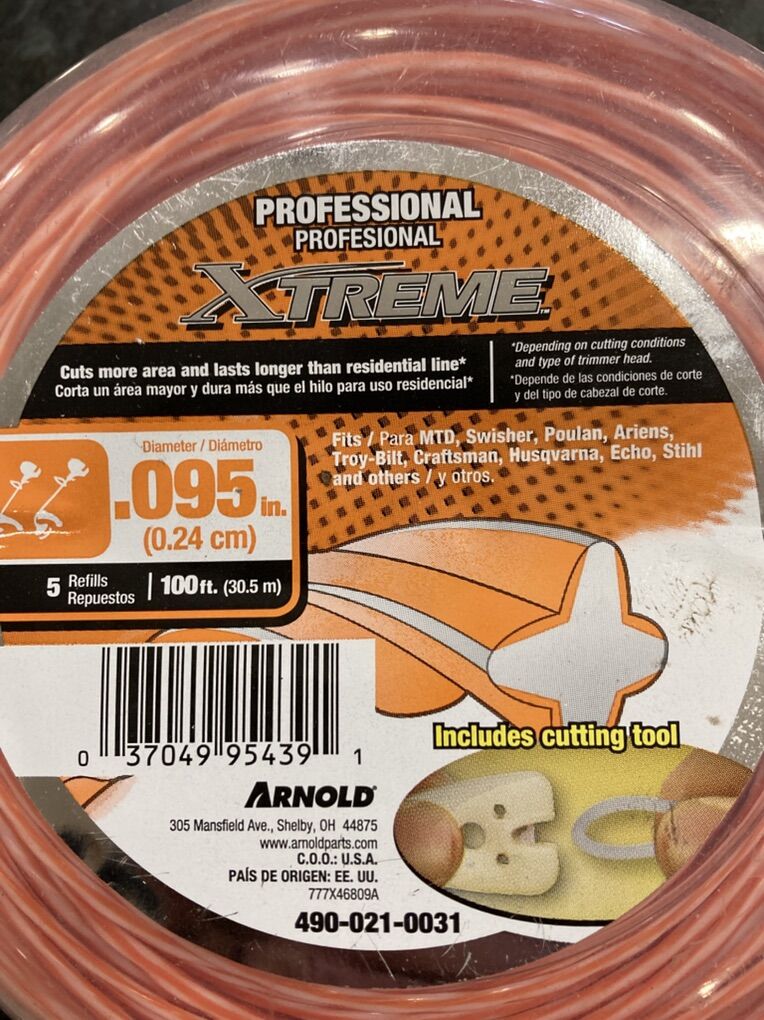 PROFESSIONAL
PROFESIONAL
XTREME™
Cuts more area and lasts longer than residential line*
Corta un área mayor y dura más que el hilo para uso residencial*
*Depending on cutting conditions
and type of trimmer head.
*Depende de las condiciones de corte
y del tipo de cabezal de corte.
Fits / Para MTD, Swisher, Poulan, Ariens,
Troy-Bilt, Craftsman, Husqvarna, Echo, Stihl
and others / y otros.
Diameter / Diámetro
.095 in.
(0.24 cm)
5 Refills
Repuestos
100 ft. (30.5 m)
0 37049 95439 1
Includes cutting tool
ARNOLD®
305 Mansfield Ave., Shelby, OH 44875
www.arnoldparts.com
C.O.O.: U.S.A.
PAÍS DE ORIGEN: EE. UU.
777X46809A
490-021-0031